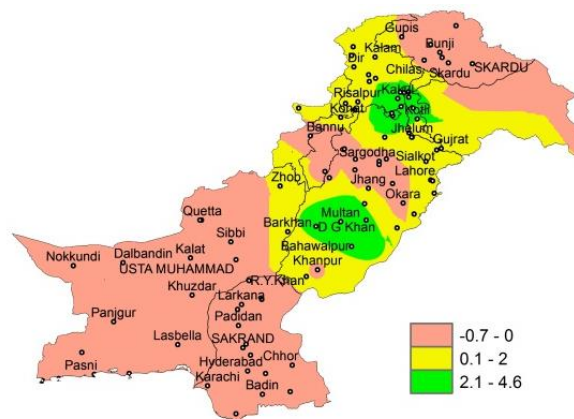 Gupis
Bunji
Kalam
Dir
Chilas
Skardu
SKARDU
Risalpur
Kotli
Bannu
Jhelum
Gujrat
Sargodha
Sialkot
Zhob
Jhang
Lahore
Okara
Quetta
Barkhan
Multan
Sibbi
D G Khan
Dalbandin
Kalat
Bahawalpur
Nokkundi
USTA MUHAMMAD
Khanpur
Khuzdar
R.Y.Khan
Larkana
Panjgur
Padidan
Lasbella
SAKRAND
Pasni
Hyderabad
Chhor
Karachi
Badin
-0.7 - 0
0.1 - 2
2.1 - 4.6